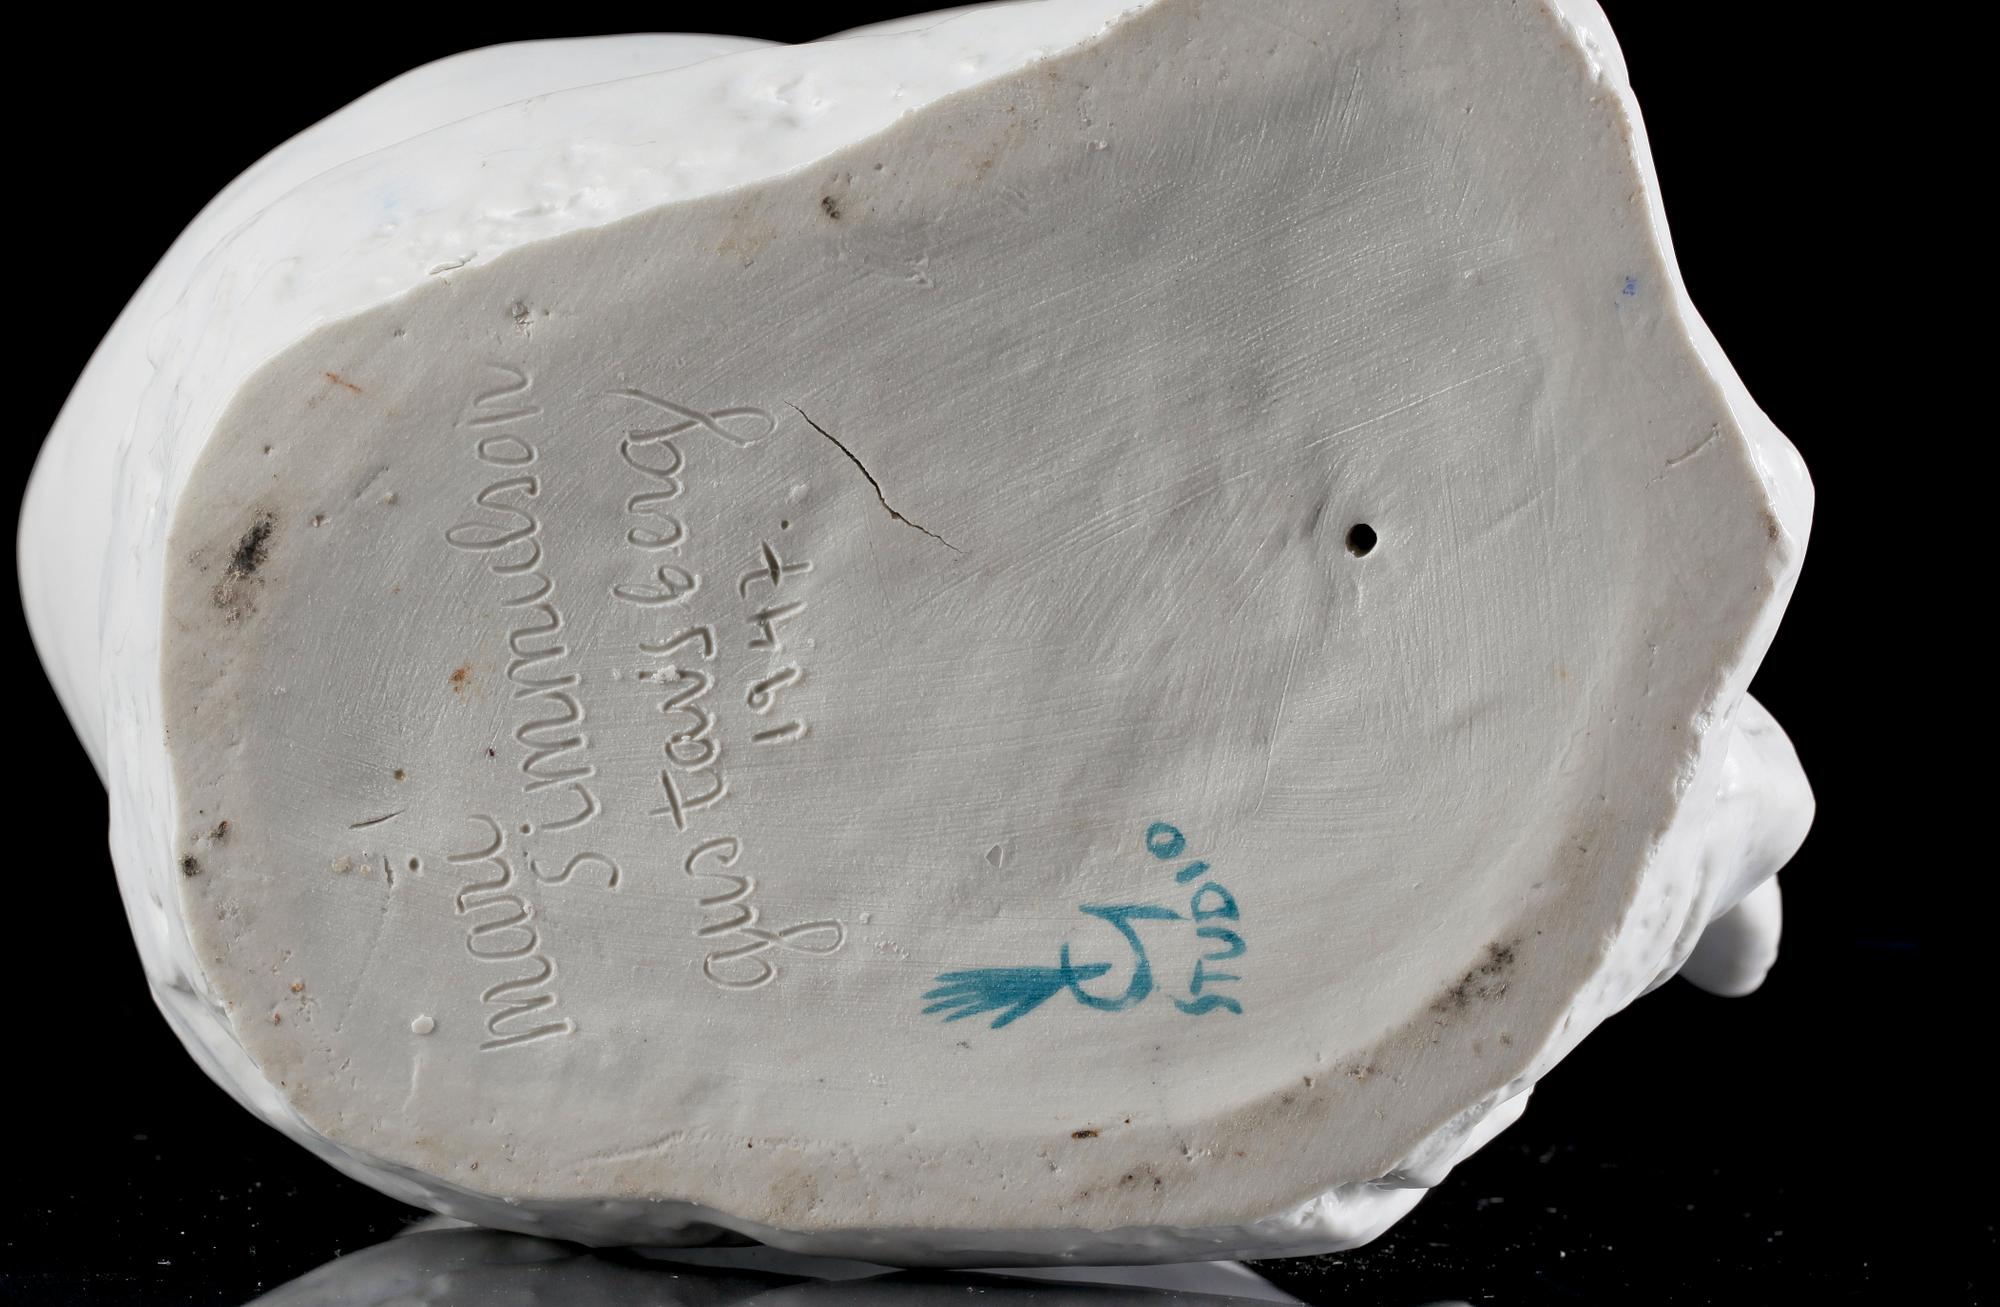 mari
simmulson
gustavsberg
1947.
G
STUDIO